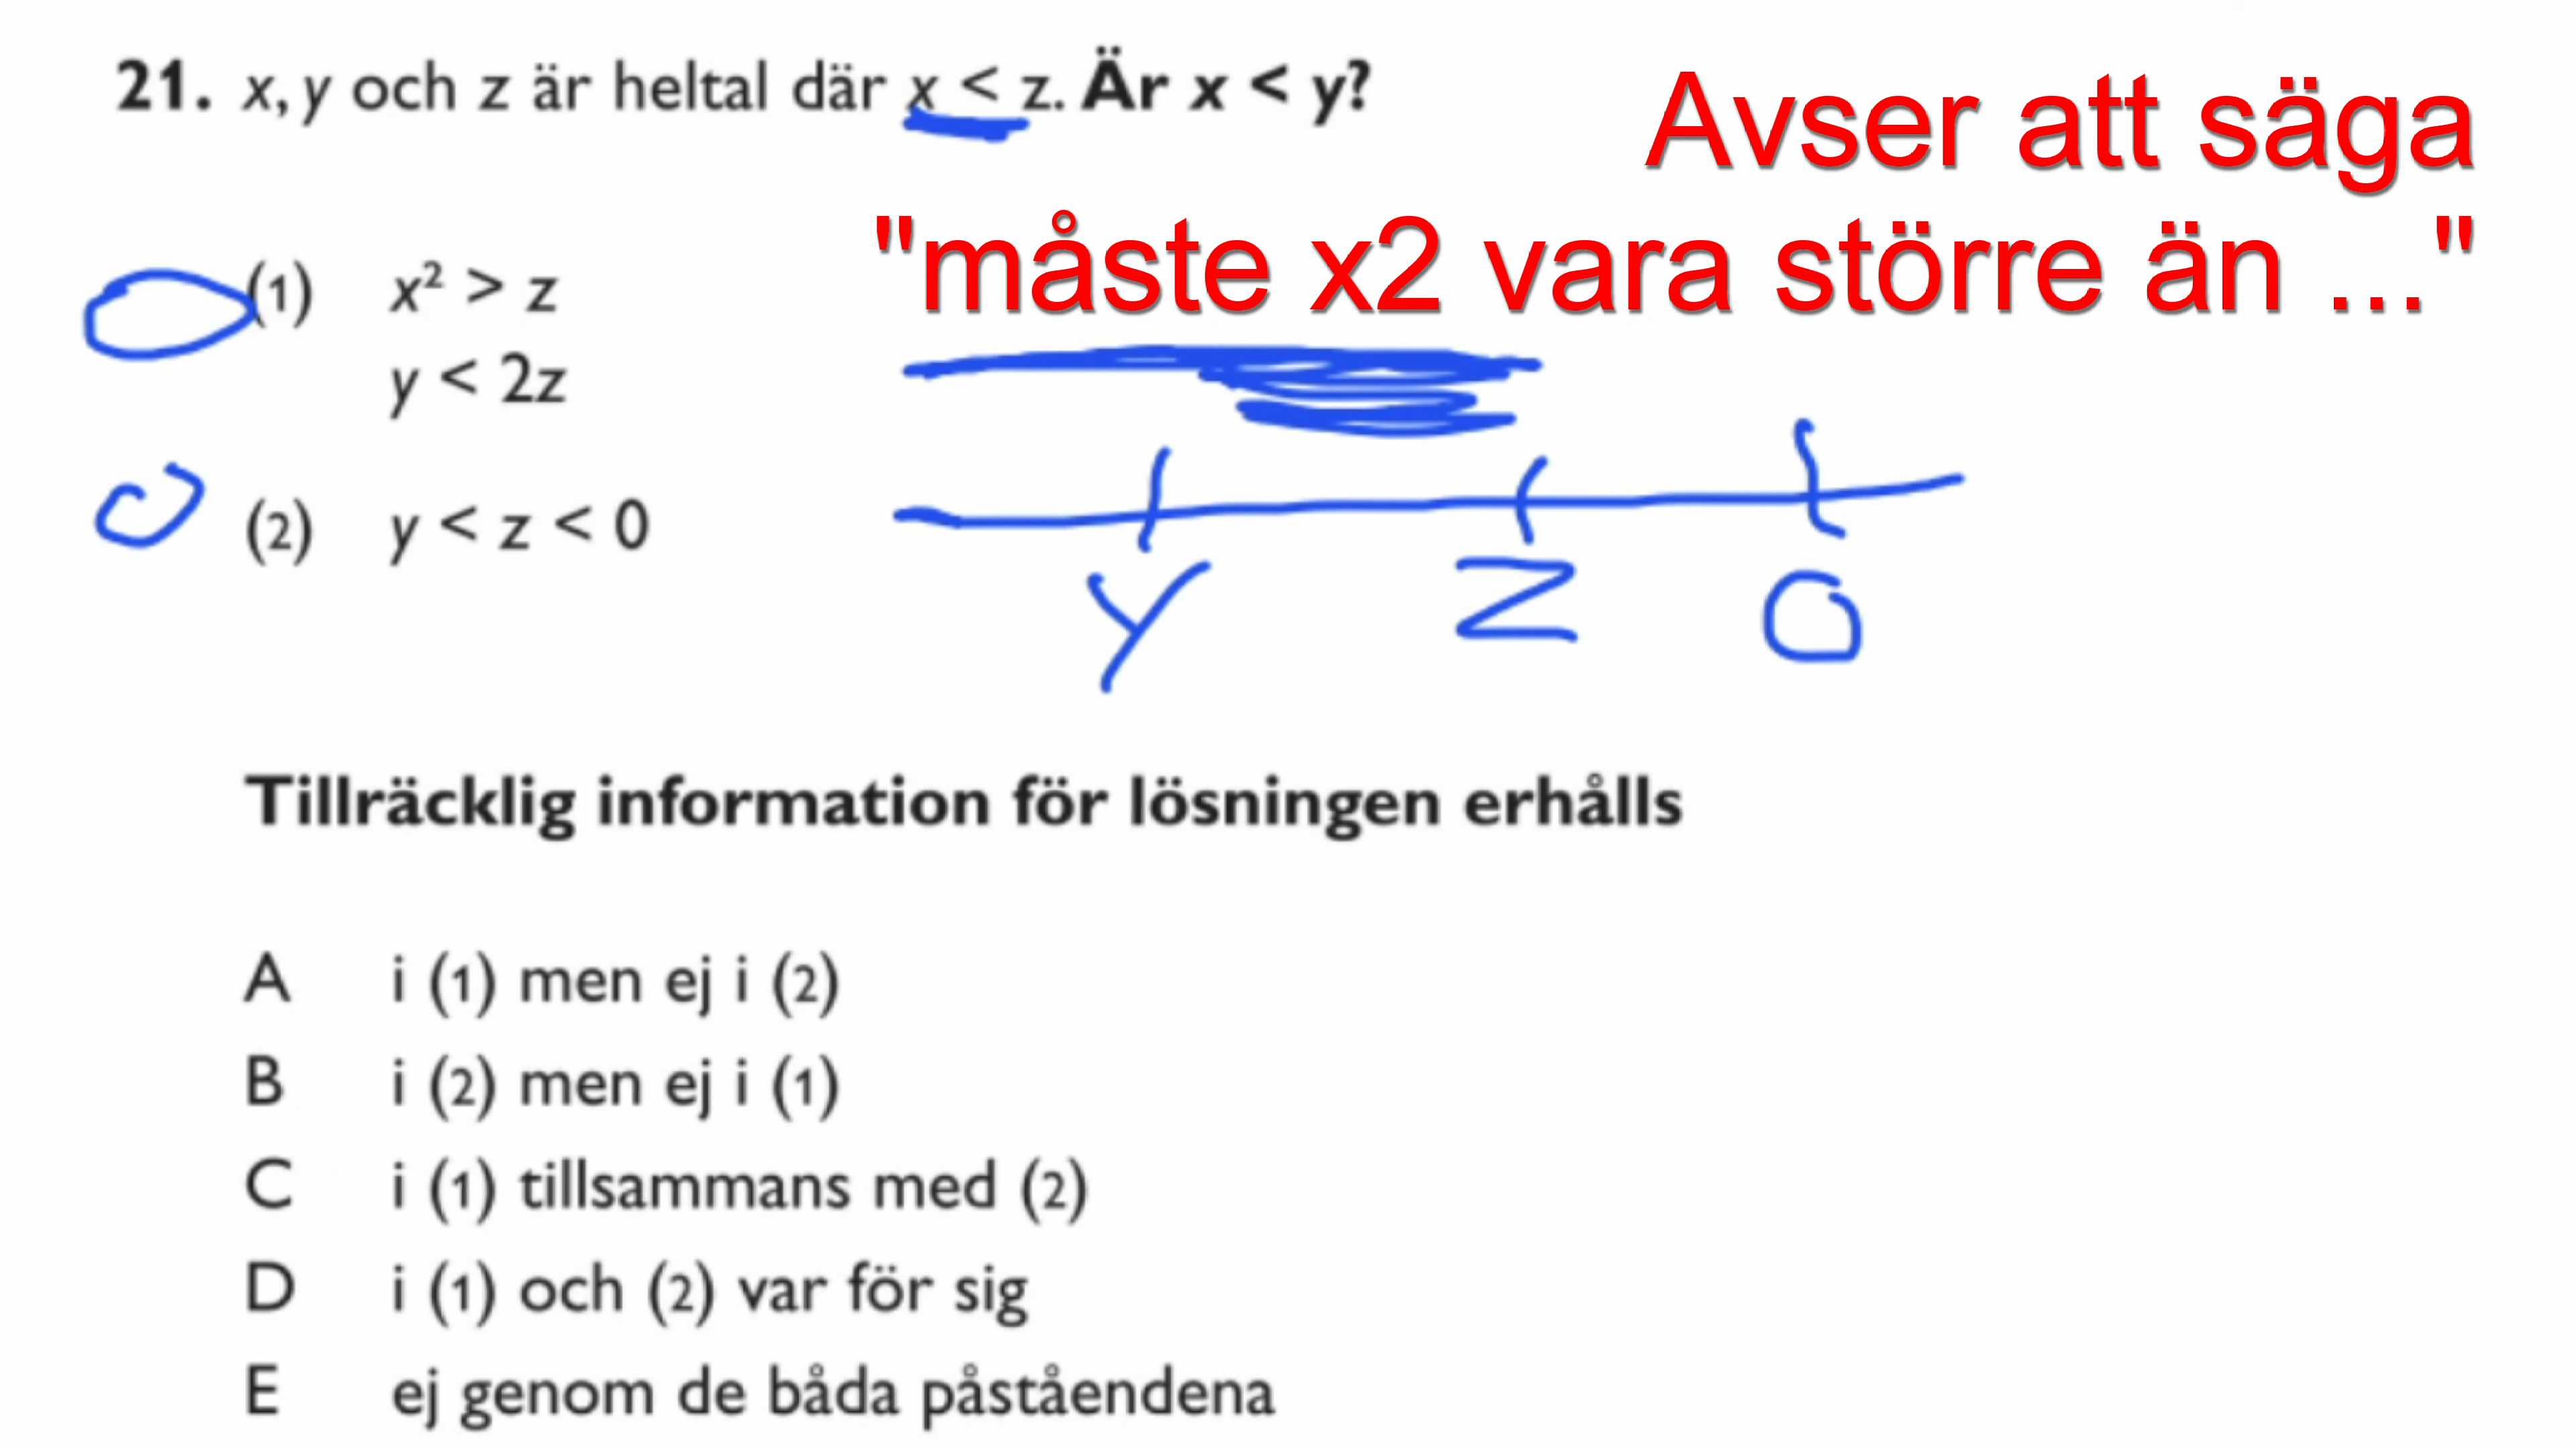 21. x, y och z är heltal där x < z. Är x < y?
Avser att säga
"måste x2 vara större än ..."
(1) x² > z
y < 2z
(2) y < z < 0
Y Z 0
Tillräcklig information för lösningen erhålls
A i (1) men ej i (2)
B i (2) men ej i (1)
C i (1) tillsammans med (2)
D i (1) och (2) var för sig
E ej genom de båda påståendena